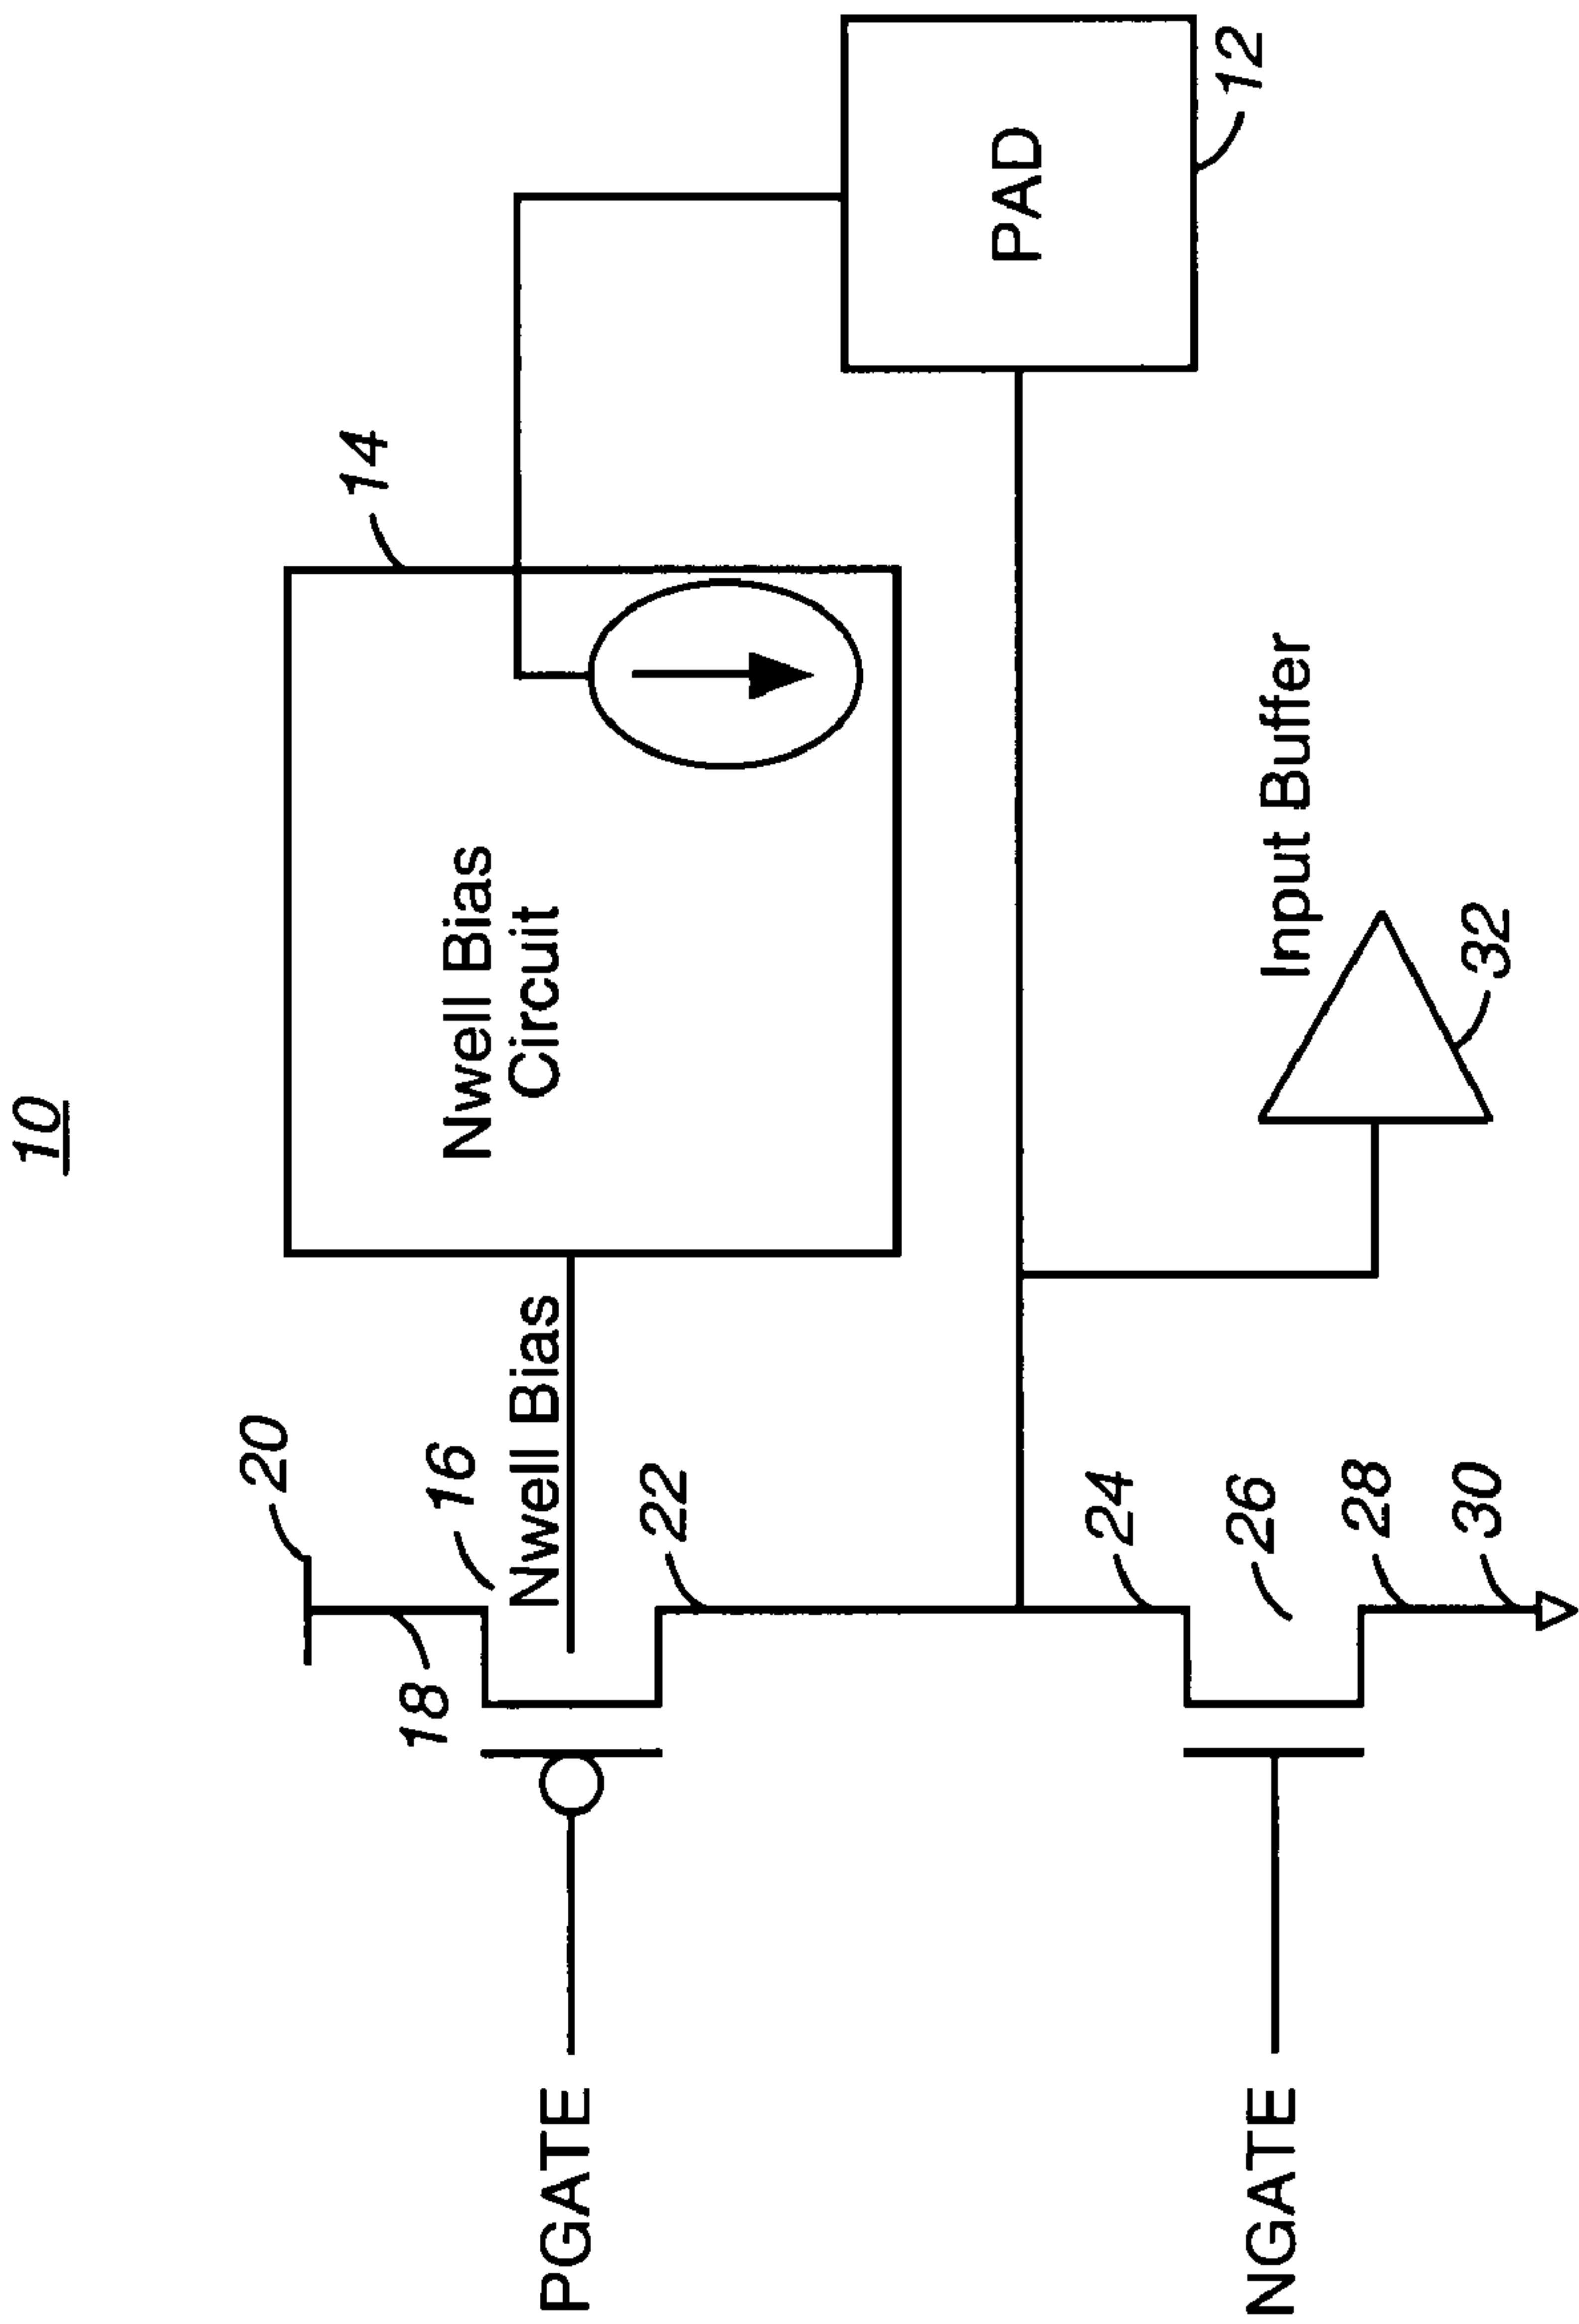 10
20
14
18
16
Nwell Bias
Circuit
Nwell Bias
PGATE
22
PAD
12
24
Input Buffer
26
NGATE
28
32
30